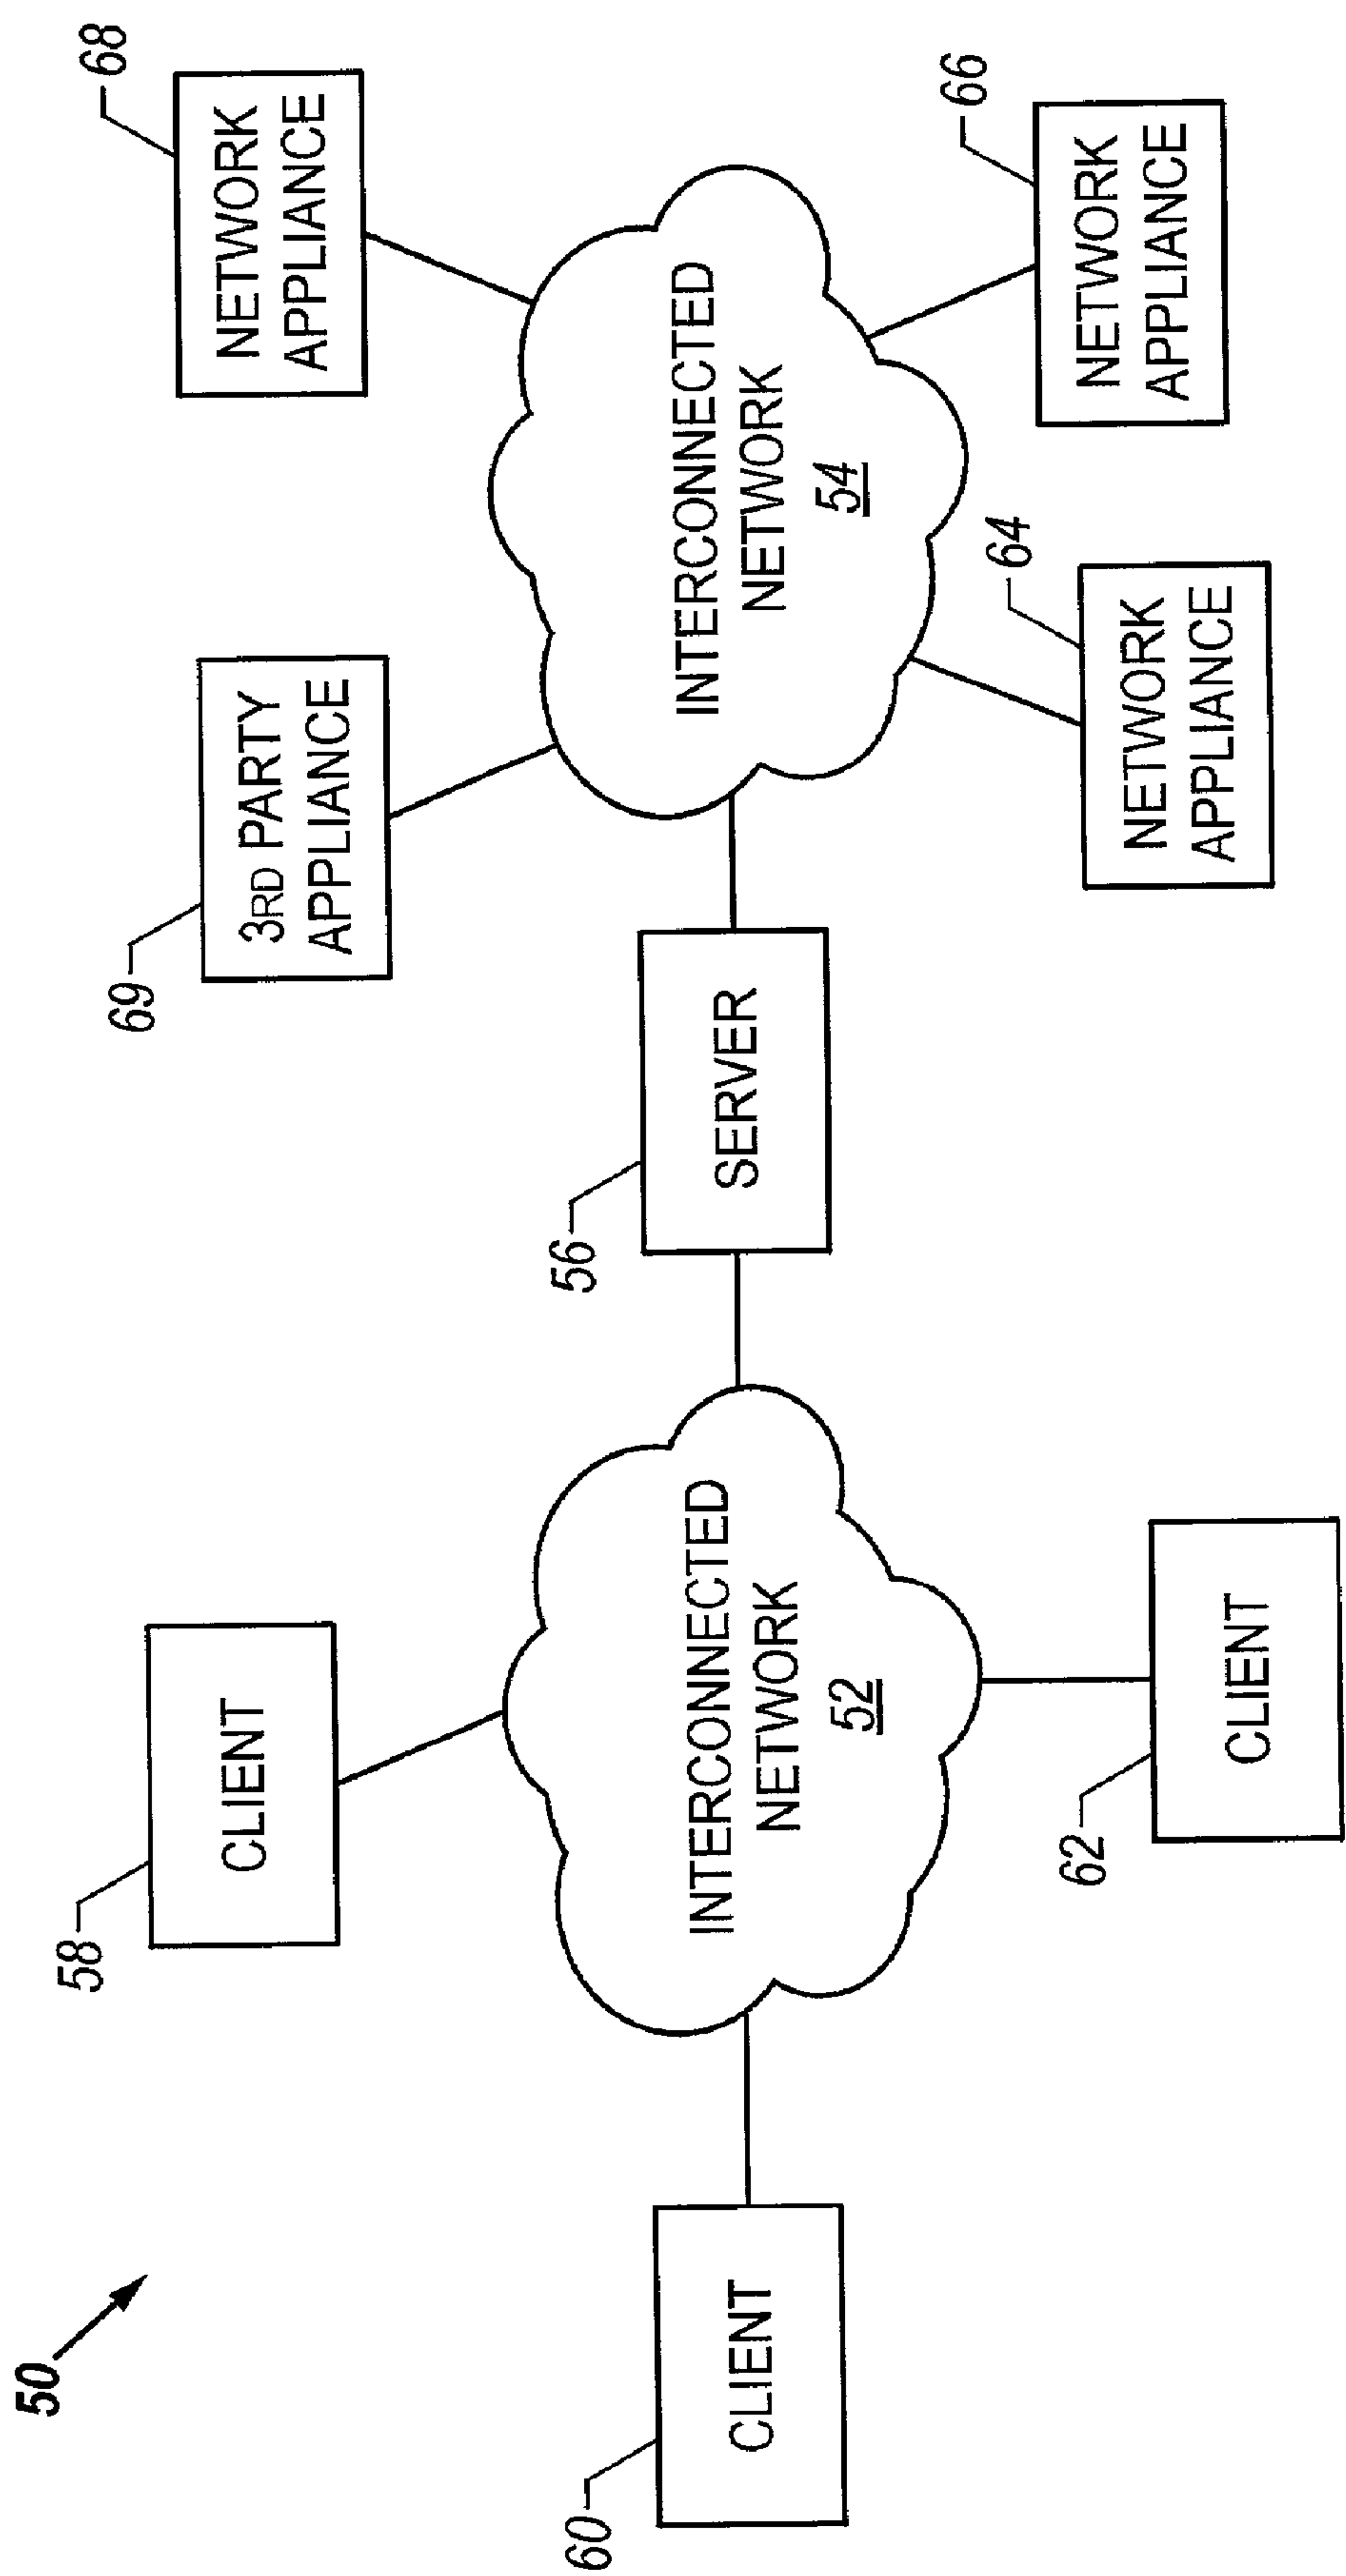 50
58
CLIENT
69
3RD PARTY
APPLIANCE
68
NETWORK
APPLIANCE
60
CLIENT
INTERCONNECTED
NETWORK
52
56
SERVER
INTERCONNECTED
NETWORK
54
62
CLIENT
64
NETWORK
APPLIANCE
66
NETWORK
APPLIANCE